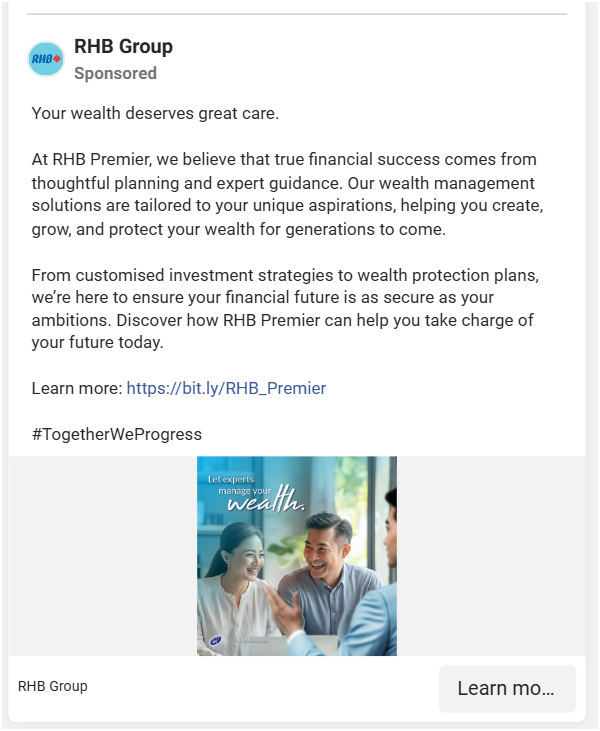 RHB
RHB Group
Sponsored
Your wealth deserves great care.
At RHB Premier, we believe that true financial success comes from
thoughtful planning and expert guidance. Our wealth management
solutions are tailored to your unique aspirations, helping you create,
grow, and protect your wealth for generations to come.
From customised investment strategies to wealth protection plans,
we’re here to ensure your financial future is as secure as your
ambitions. Discover how RHB Premier can help you take charge of
your future today.
Learn more: https://bit.ly/RHB_Premier
#TogetherWeProgress
Let experts
manage your
wealth.
RHB Group
Learn mo...